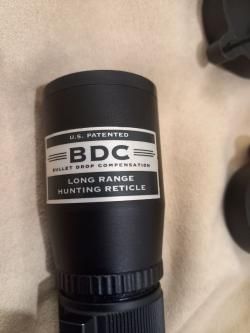 U.S. PATENTED
BDC
BULLET DROP COMPENSATION
LONG RANGE
HUNTING RETICLE